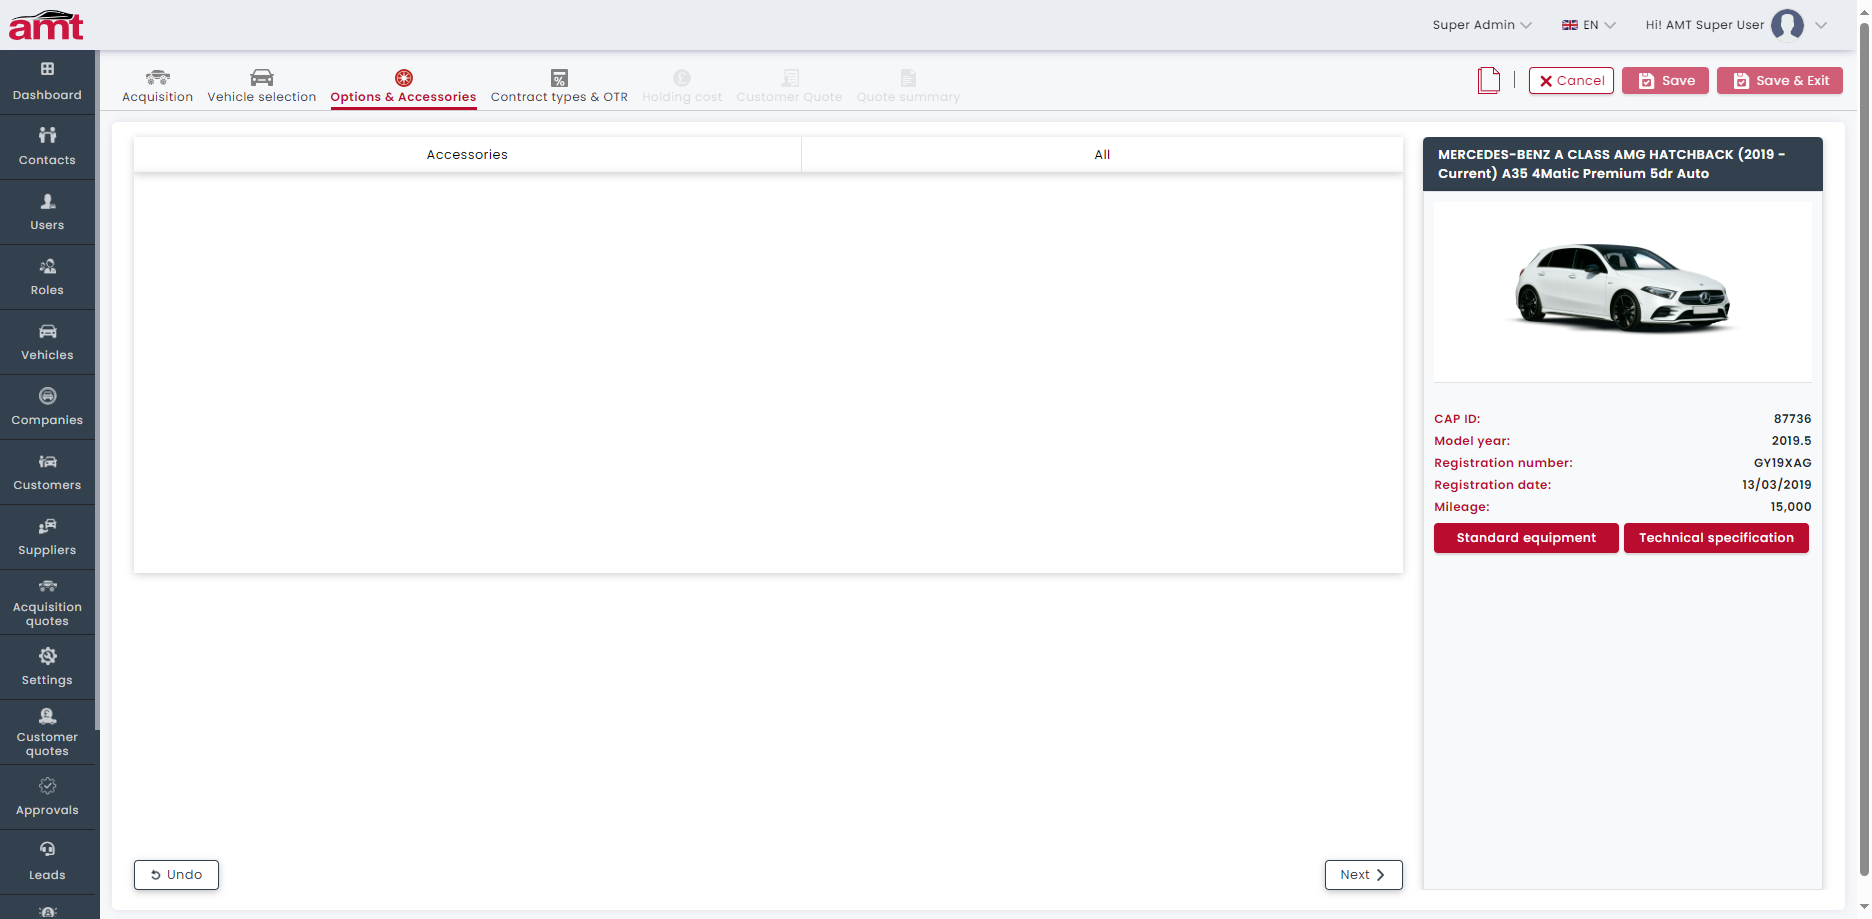 amt
Super Admin
EN
Hi! AMT Super User
Dashboard
Contacts
Users
Roles
Vehicles
Companies
Customers
Suppliers
Acquisition
quotes
Settings
Customer
quotes
Approvals
Leads
Acquisition
Vehicle selection
Options & Accessories
Contract types & OTR
Holding cost
Customer Quote
Quote summary
Cancel
Save
Save & Exit
Accessories
All
Undo
Next
MERCEDES-BENZ A CLASS AMG HATCHBACK (2019 -
Current) A35 4Matic Premium 5dr Auto
CAP ID: 87736
Model year: 2019.5
Registration number: GY19XAG
Registration date: 13/03/2019
Mileage: 15,000
Standard equipment
Technical specification